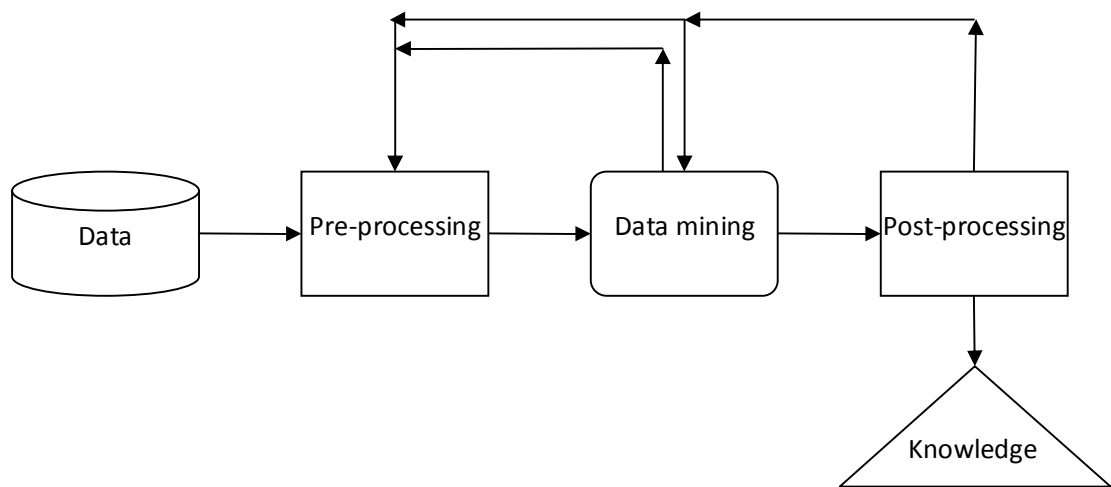 Data
Pre-processing
Data mining
Post-processing
Knowledge